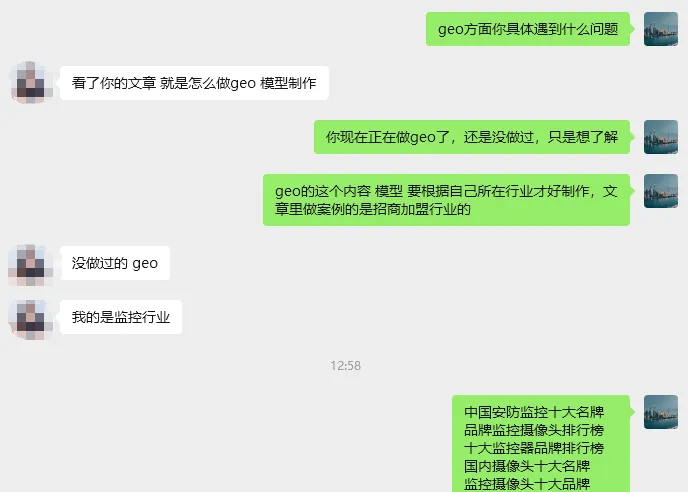 geo方面你具体遇到什么问题
看了你的文章 就是怎么做geo 模型制作
你现在正在做geo了，还是没做过，只是想了解
geo的这个内容 模型 要根据自己所在行业才好制作，文
章里做案例的是招商加盟行业的
没做过的 geo
我的是监控行业
12:58
中国安防监控十大名牌
品牌监控摄像头排行榜
十大监控器品牌排行榜
国内摄像头十大名牌
监控摄像头十大品牌